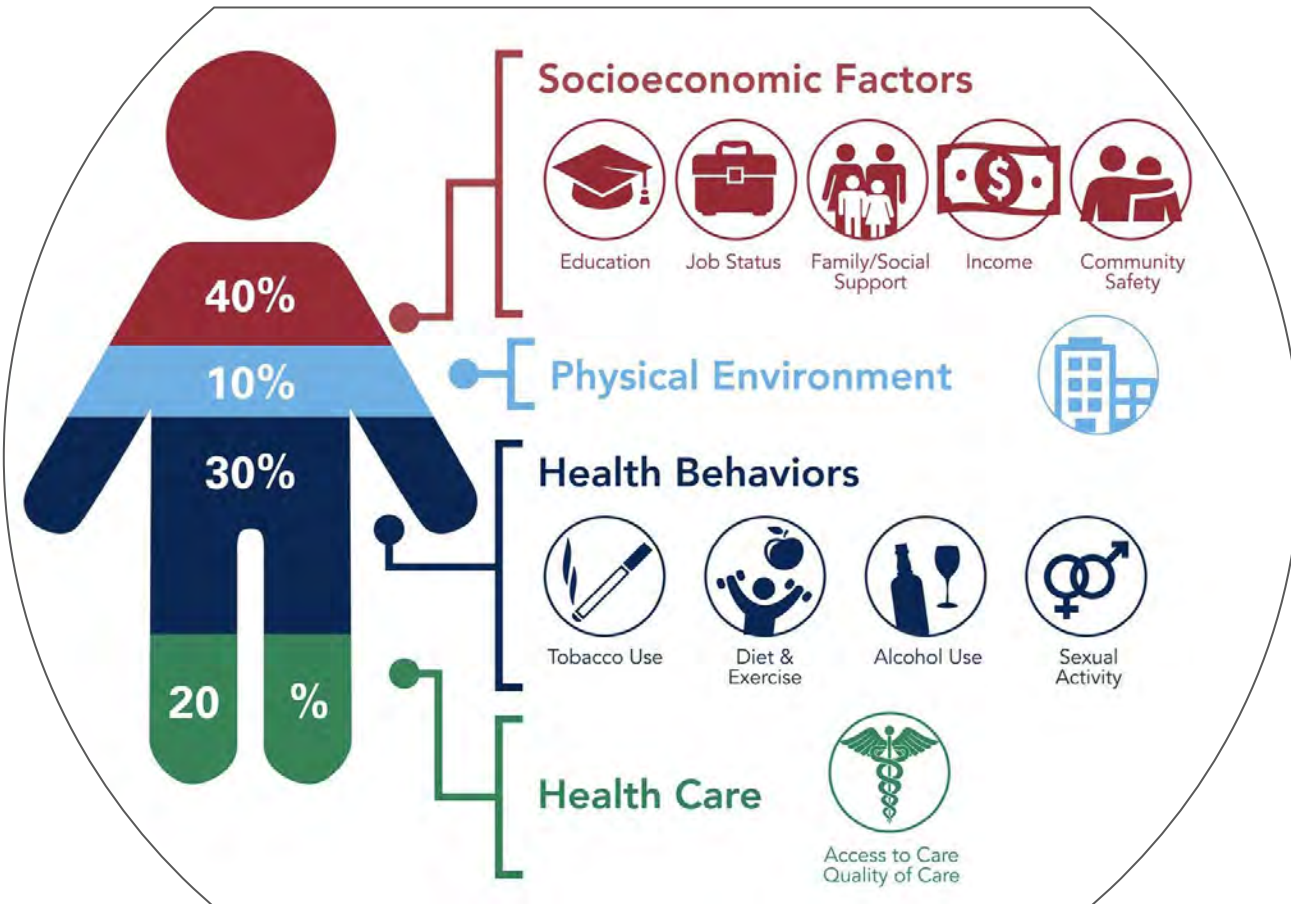 Socioeconomic Factors
$
Education
Job Status
Family/Social
Support
Income
Community
Safety
40%
10%
Physical Environment
30%
Health Behaviors
Tobacco Use
Diet &
Exercise
Alcohol Use
Sexual
Activity
20 %
Health Care
Access to Care
Quality of Care